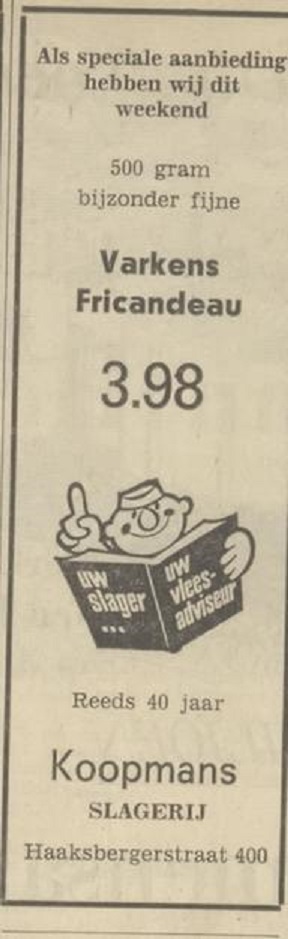 Als speciale aanbieding
hebben wij dit
weekend
500 gram
bijzonder fijne
Varkens
Fricandeau
3.98
uw
slager
...
uw
vlees-
adviseur
Reeds 40 jaar
Koopmans
SLAGERIJ
Haaksbergerstraat 400